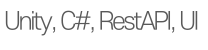 Unity, C#, RestAPI, UI